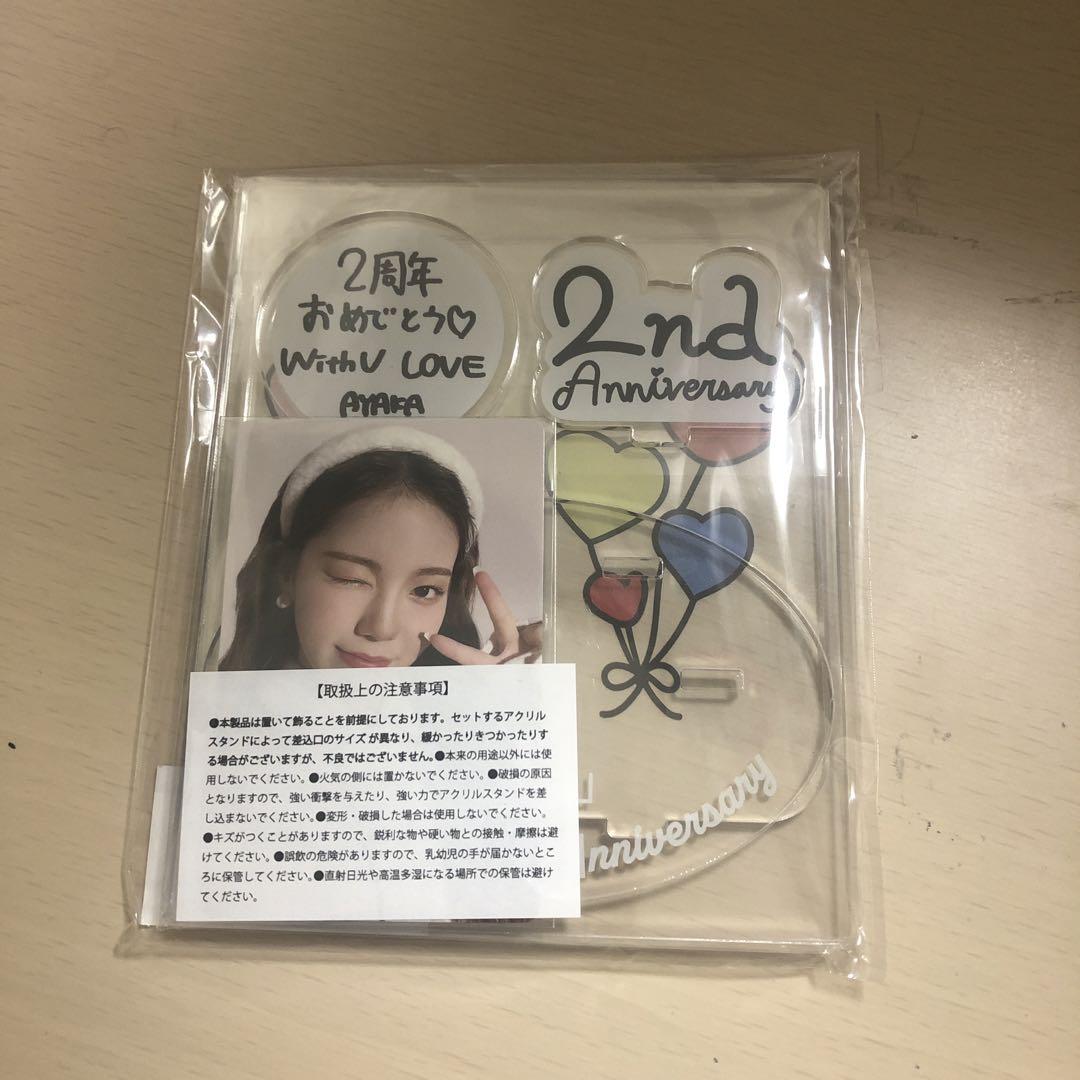 2周年
おめでとう♡
WithU LOVE
AYAKA
2nd
Anniversary
【取扱上の注意事項】
●本製品は置いて飾ることを前提にしております。セットするアクリル
スタンドによって差込口のサイズが異なり、緩かったりきつかったりす
る場合がございますが、不良ではございません。●本来の用途以外には使
用しないでください。●火気の側には置かないでください。●破損の原因
となりますので、強い衝撃を与えたり、強い力でアクリルスタンドを差
し込まないでください。●変形・破損した場合は使用しないでください。
●キズがつくことがありますので、鋭利な物や硬い物との接触・摩擦は避
けてください。●誤飲の危険がありますので、乳幼児の手が届かないとこ
ろに保管してください。●直射日光や高温多湿になる場所での保管は避け
てください。
Anniversary